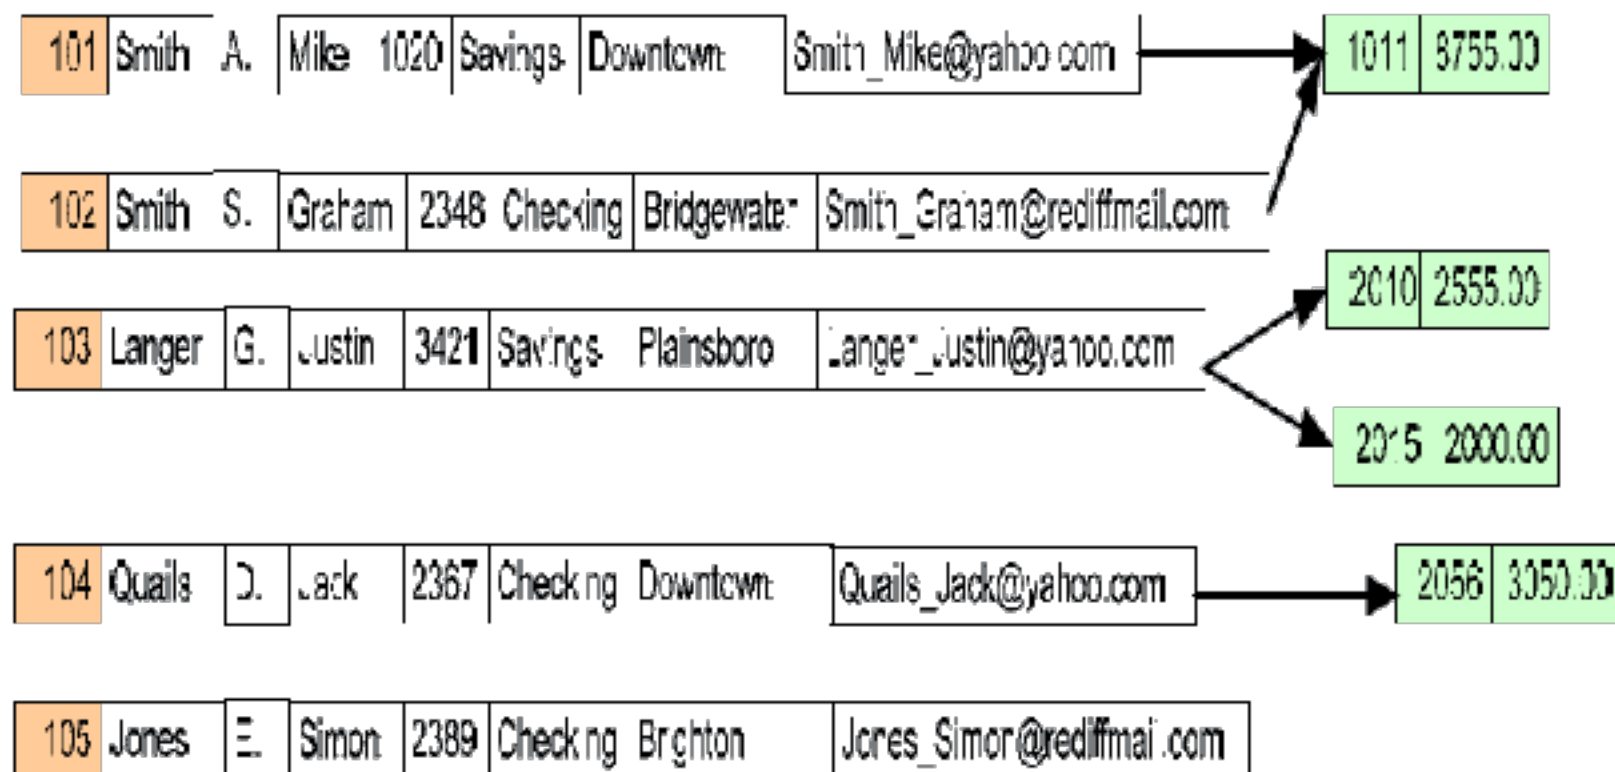 101 Smith A. Mike 1020 Savings Downtown Smith_Mike@yahoo.com 1011 8755.00
102 Smith S. Graham 2348 Checking Bridgewater Smith_Graham@rediffmail.com
2010 2555.00
103 Langer G. Justin 3421 Savings Plainsboro Langer_Justin@yahoo.com
2015 2000.00
104 Quails D. Jack 2367 Checking Downtown Quails_Jack@yahoo.com 3050.00
105 Jones E. Simon 2389 Checking Brighton Jones_Simon@rediffmail.com